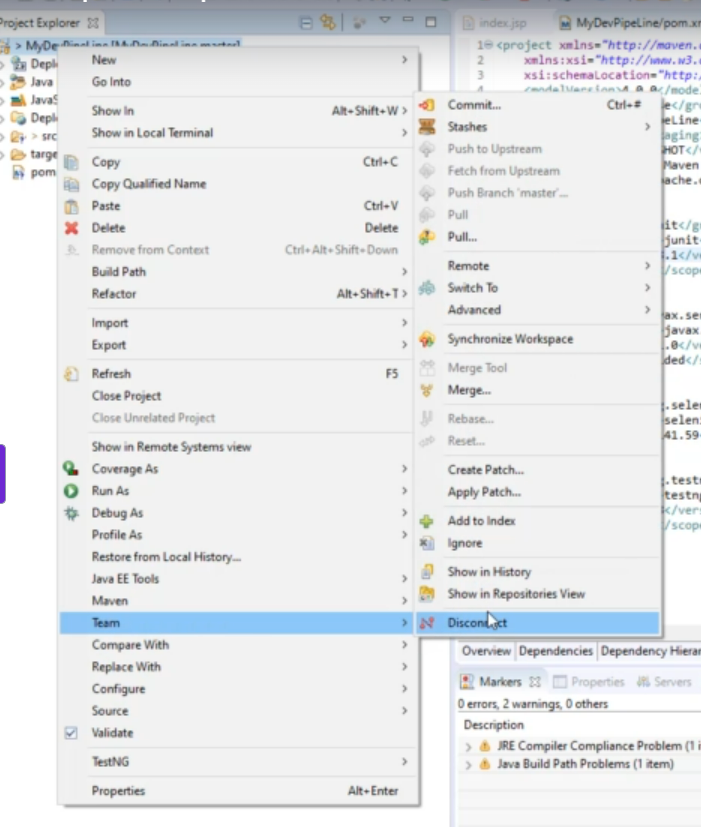 Project Explorer
index.jsp
MyDevPipeLine/pom.xm
> MyDevPipeLine [MyDevPipeLine master]
Depl
Java
JavaS
Depl
> src
targe
pom
1 <project xmlns="http://maven.
2 xmlns:xsi="http://www.w3.
3 xsi:schemaLocation="http:
<modelVersion>4.0.0</model
New
Go Into
Show In Alt+Shift+W >
Show in Local Terminal
Copy Ctrl+C
Copy Qualified Name
Paste Ctrl+V
Delete Delete
Remove from Context Ctrl+Alt+Shift+Down
Build Path
Refactor Alt+Shift+T >
Import
Export
Refresh F5
Close Project
Close Unrelated Project
Show in Remote Systems view
Coverage As
Run As
Debug As
Profile As
Restore from Local History...
Java EE Tools
Maven
Team
Compare With
Replace With
Configure
Source
Validate
TestNG
Properties Alt+Enter
Commit... Ctrl+#
Stashes
Push to Upstream
Fetch from Upstream
Push Branch 'master'...
Pull
Pull...
Remote
Switch To
Advanced
Synchronize Workspace
Merge Tool
Merge...
Rebase...
Reset...
Create Patch...
Apply Patch...
Add to Index
Ignore
Show in History
Show in Repositories View
Disconnect
Overview Dependencies Dependency Hierar
Markers Properties Servers
0 errors, 2 warnings, 0 others
Description
JRE Compiler Compliance Problem (1 i
Java Build Path Problems (1 item)